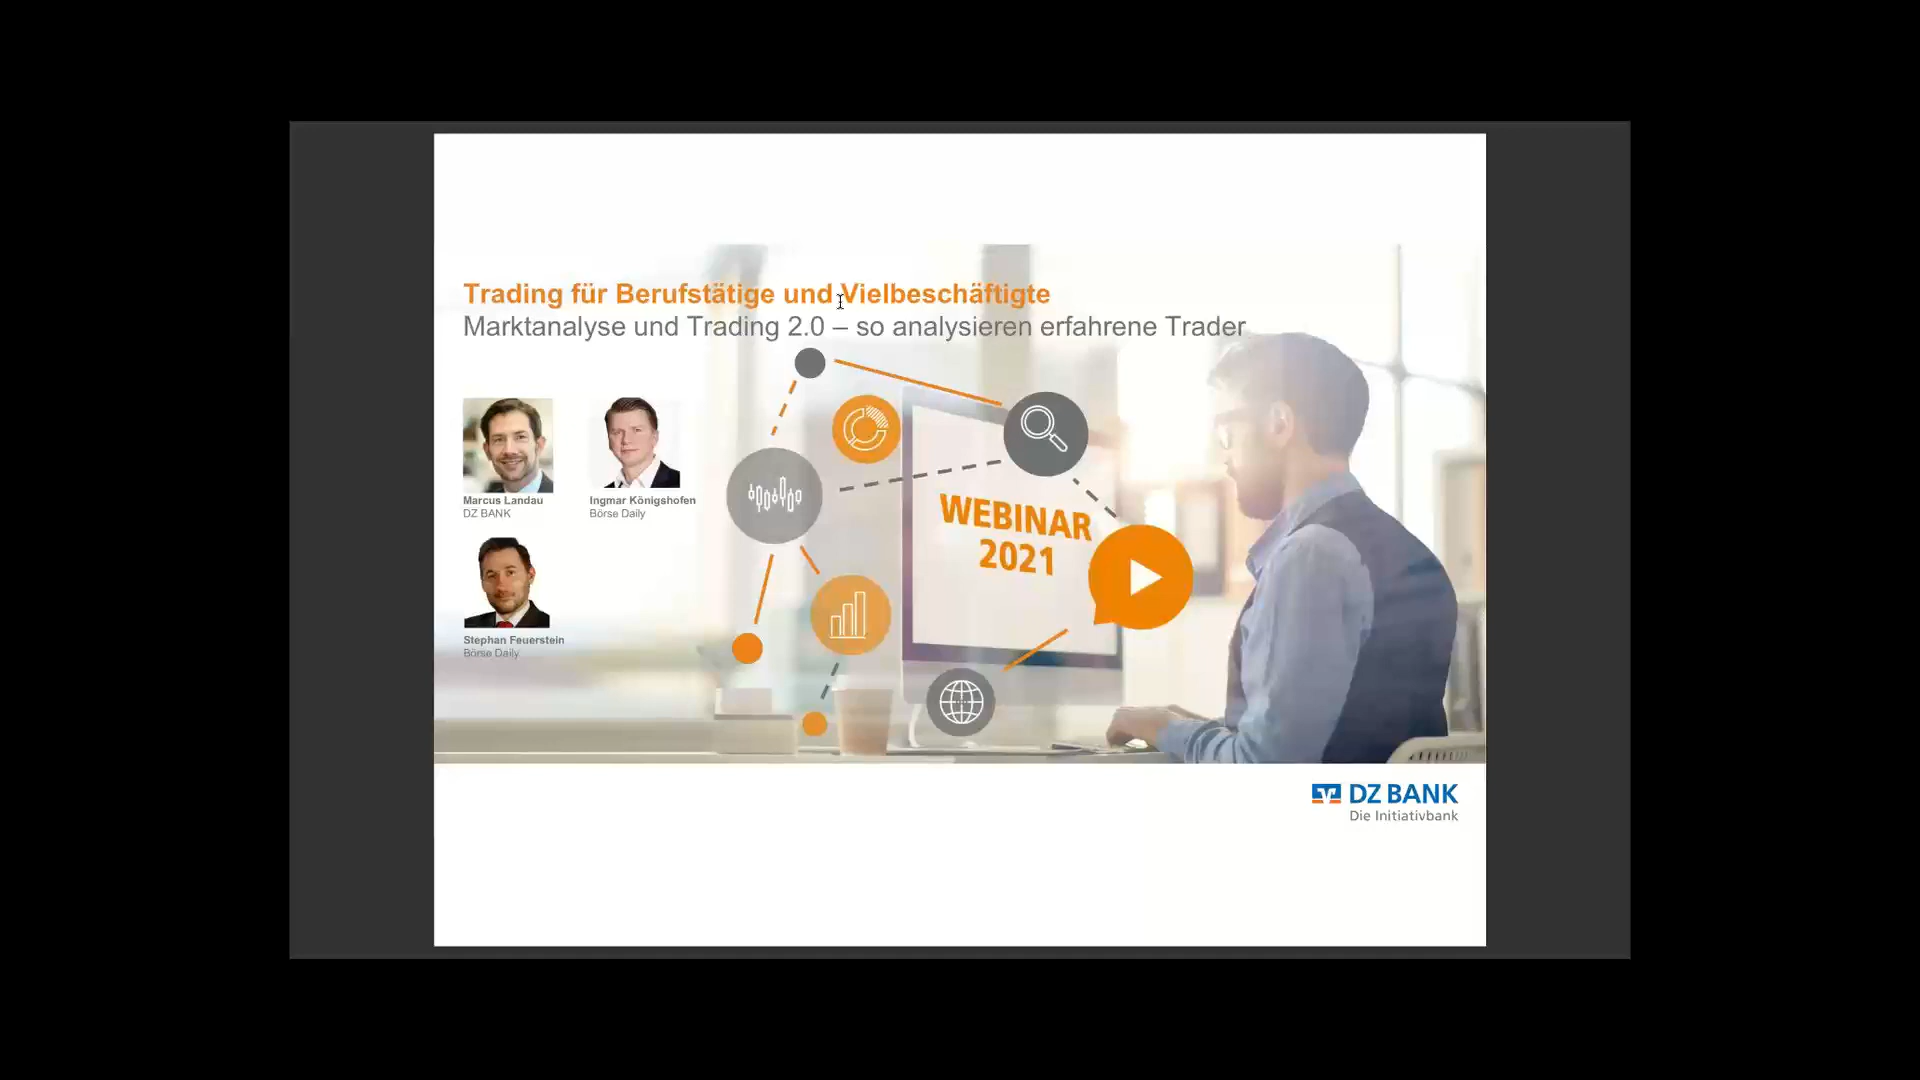 Trading für Berufstätige und Vielbeschäftigte
Marktanalyse und Trading 2.0 – so analysieren erfahrene Trader
Marcus Landau
DZ BANK
Ingmar Königshofen
Börse Daily
WEBINAR
2021
Stephan Feuerstein
Börse Daily
DZ BANK
Die Initiativbank